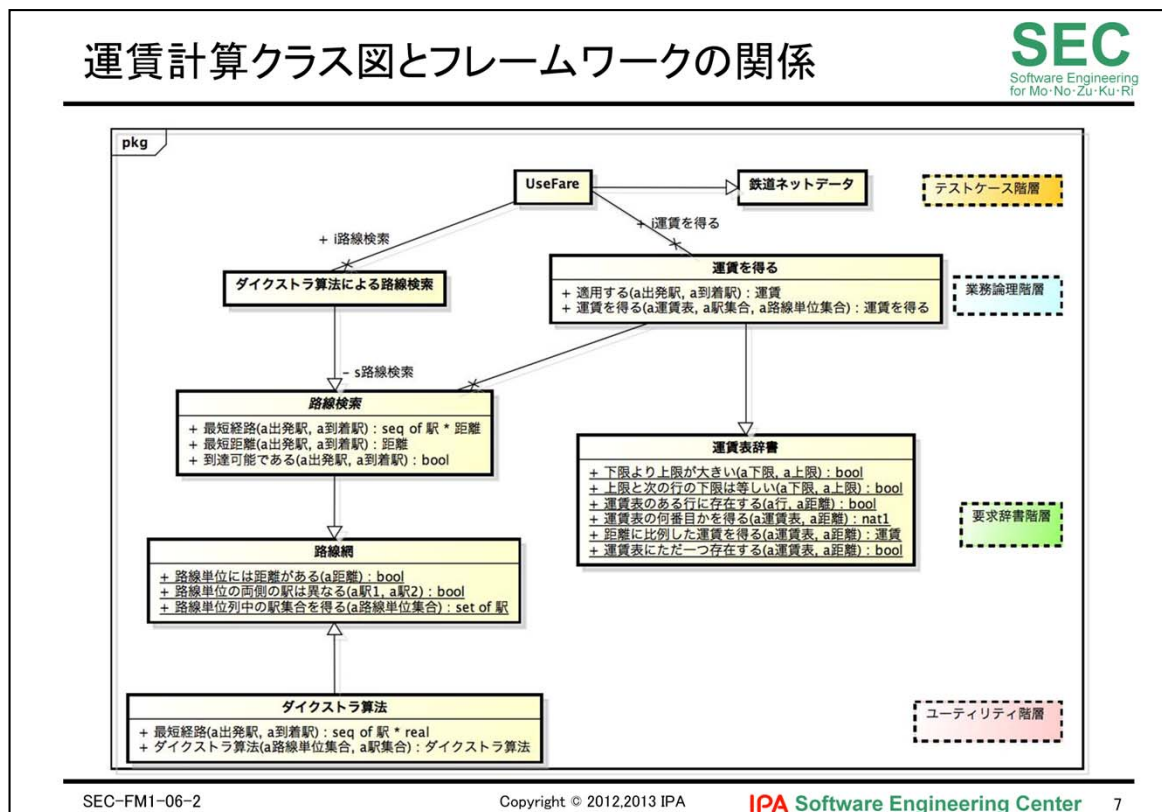 運賃計算クラス図とフレームワークの関係
SEC
Software Engineering
for Mo･No･Zu･Ku･Ri
pkg
UseFare
鉄道ネットデータ
テストケース階層
+ i路線検索
+ i運賃を得る
ダイクストラ算法による路線検索
運賃を得る
+ 適用する(a出発駅, a到着駅) : 運賃
+ 運賃を得る(a運賃表, a駅集合, a路線単位集合) : 運賃を得る
業務論理階層
- s路線検索
路線検索
+ 最短経路(a出発駅, a到着駅) : seq of 駅 * 距離
+ 最短距離(a出発駅, a到着駅) : 距離
+ 到達可能である(a出発駅, a到着駅) : bool
運賃表辞書
+ 下限より上限が大きい(a下限, a上限) : bool
+ 上限と次の行の下限は等しい(a下限, a上限) : bool
+ 運賃表のある行に存在する(a行, a距離) : bool
+ 運賃表の何番目かを得る(a運賃表, a距離) : nat1
+ 距離に比例した運賃を得る(a運賃表, a距離) : 運賃
+ 運賃表にただ一つ存在する(a運賃表, a距離) : bool
要求辞書階層
路線網
+ 路線単位には距離がある(a距離) : bool
+ 路線単位の両側の駅は異なる(a駅1, a駅2) : bool
+ 路線単位列中の駅集合を得る(a路線単位集合) : set of 駅
ダイクストラ算法
+ 最短経路(a出発駅, a到着駅) : seq of 駅 * real
+ ダイクストラ算法(a路線単位集合, a駅集合) : ダイクストラ算法
ユーティリティ階層
SEC-FM1-06-2
Copyright © 2012,2013 IPA
IPA Software Engineering Center
7